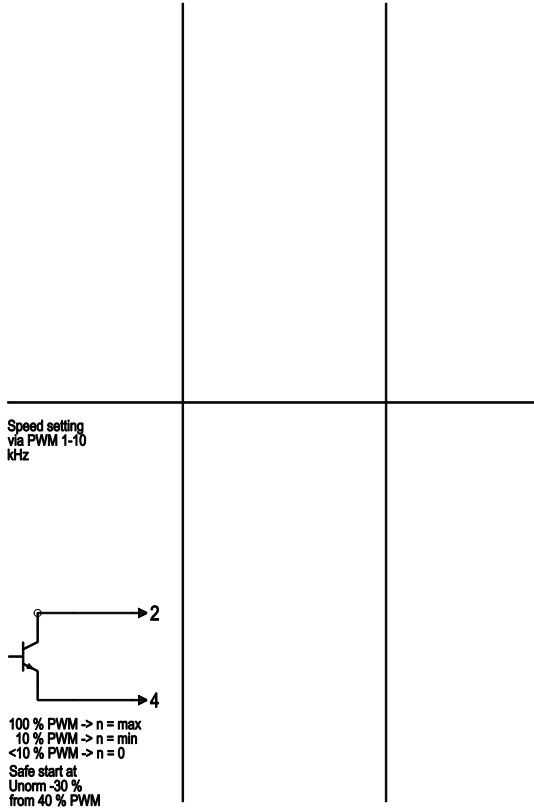 Speed setting
via PWM 1-10
kHz
2
4
100 % PWM -> n = max
10 % PWM -> n = min
<10 % PWM -> n = 0
Safe start at
Unorm -30 %
from 40 % PWM